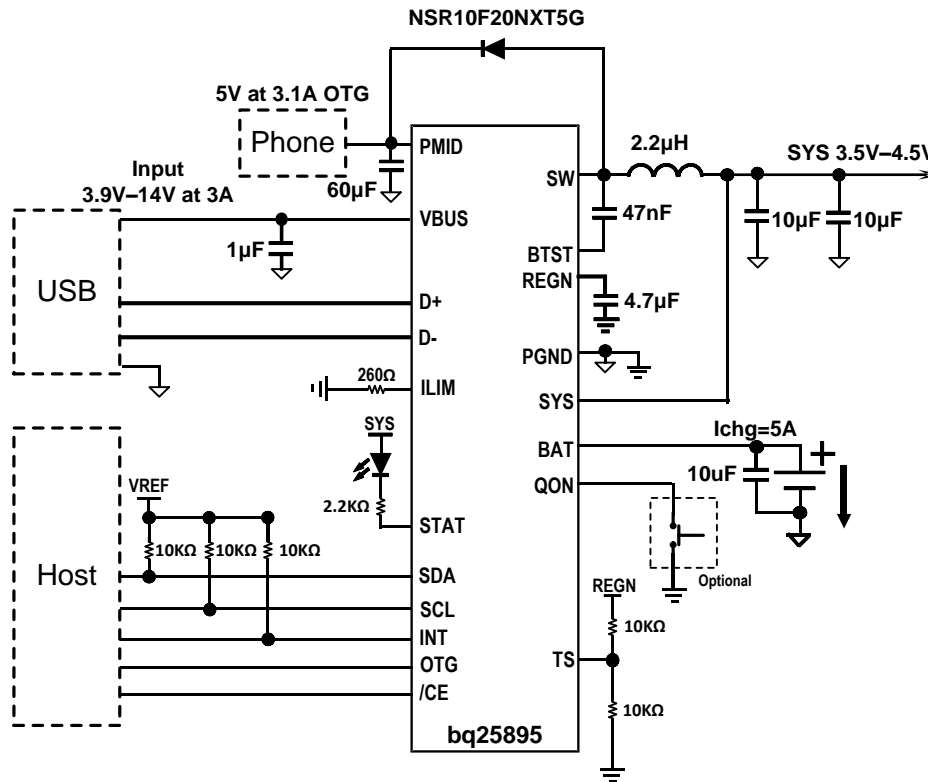 NSR10F20NXT5G
5V at 3.1A OTG
Phone
PMID
60µF
Input
3.9V–14V at 3A
VBUS
1µF
USB
D+
D-
260Ω
ILIM
SYS
2.2KΩ
STAT
VREF
10KΩ
10KΩ
10KΩ
Host
SDA
SCL
INT
OTG
/CE
bq25895
2.2µH
SYS 3.5V–4.5V
SW
47nF
10µF
10µF
BTST
REGN
4.7µF
PGND
SYS
Ichg=5A
BAT
+
10uF
QON
Optional
REGN
10KΩ
TS
10KΩ